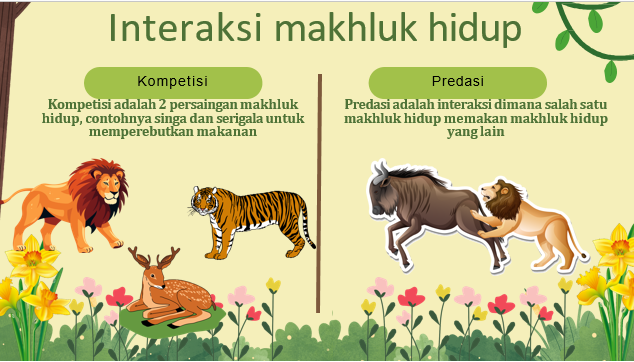 Interaksi makhluk hidup
Kompetisi
Kompetisi adalah 2 persaingan makhluk
hidup, contohnya singa dan serigala untuk
memperebutkan makanan
Predasi
Predasi adalah interaksi dimana salah satu
makhluk hidup memakan makhluk hidup
yang lain